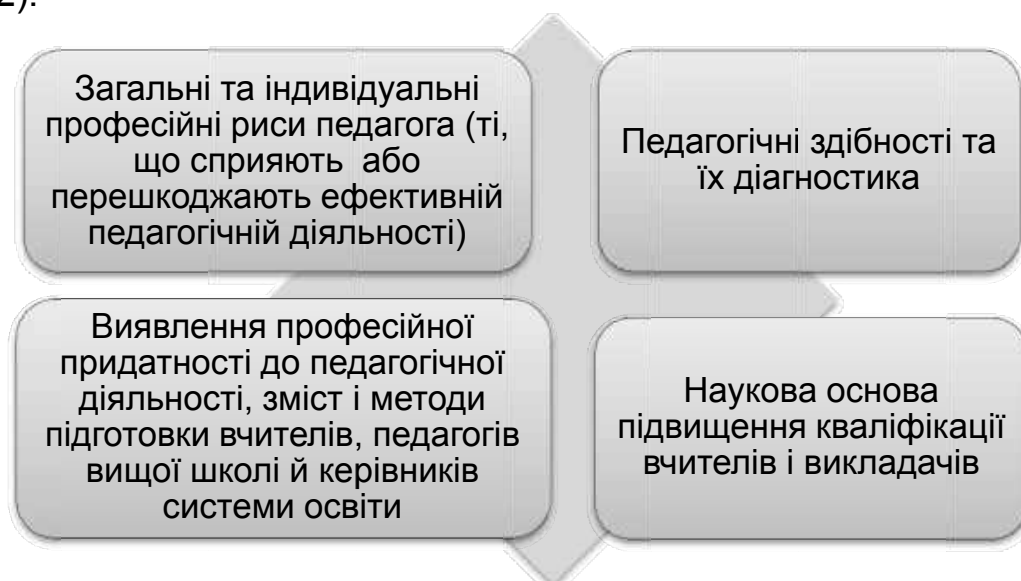 2).
Загальні та індивідуальні
професійні риси педагога (ті,
що сприяють або
перешкоджають ефективній
педагогічній діяльності)
Педагогічні здібності та
їх діагностика
Виявлення професійної
придатності до педагогічної
діяльності, зміст і методи
підготовки вчителів, педагогів
вищої школі й керівників
системи освіти
Наукова основа
підвищення кваліфікації
вчителів і викладачів